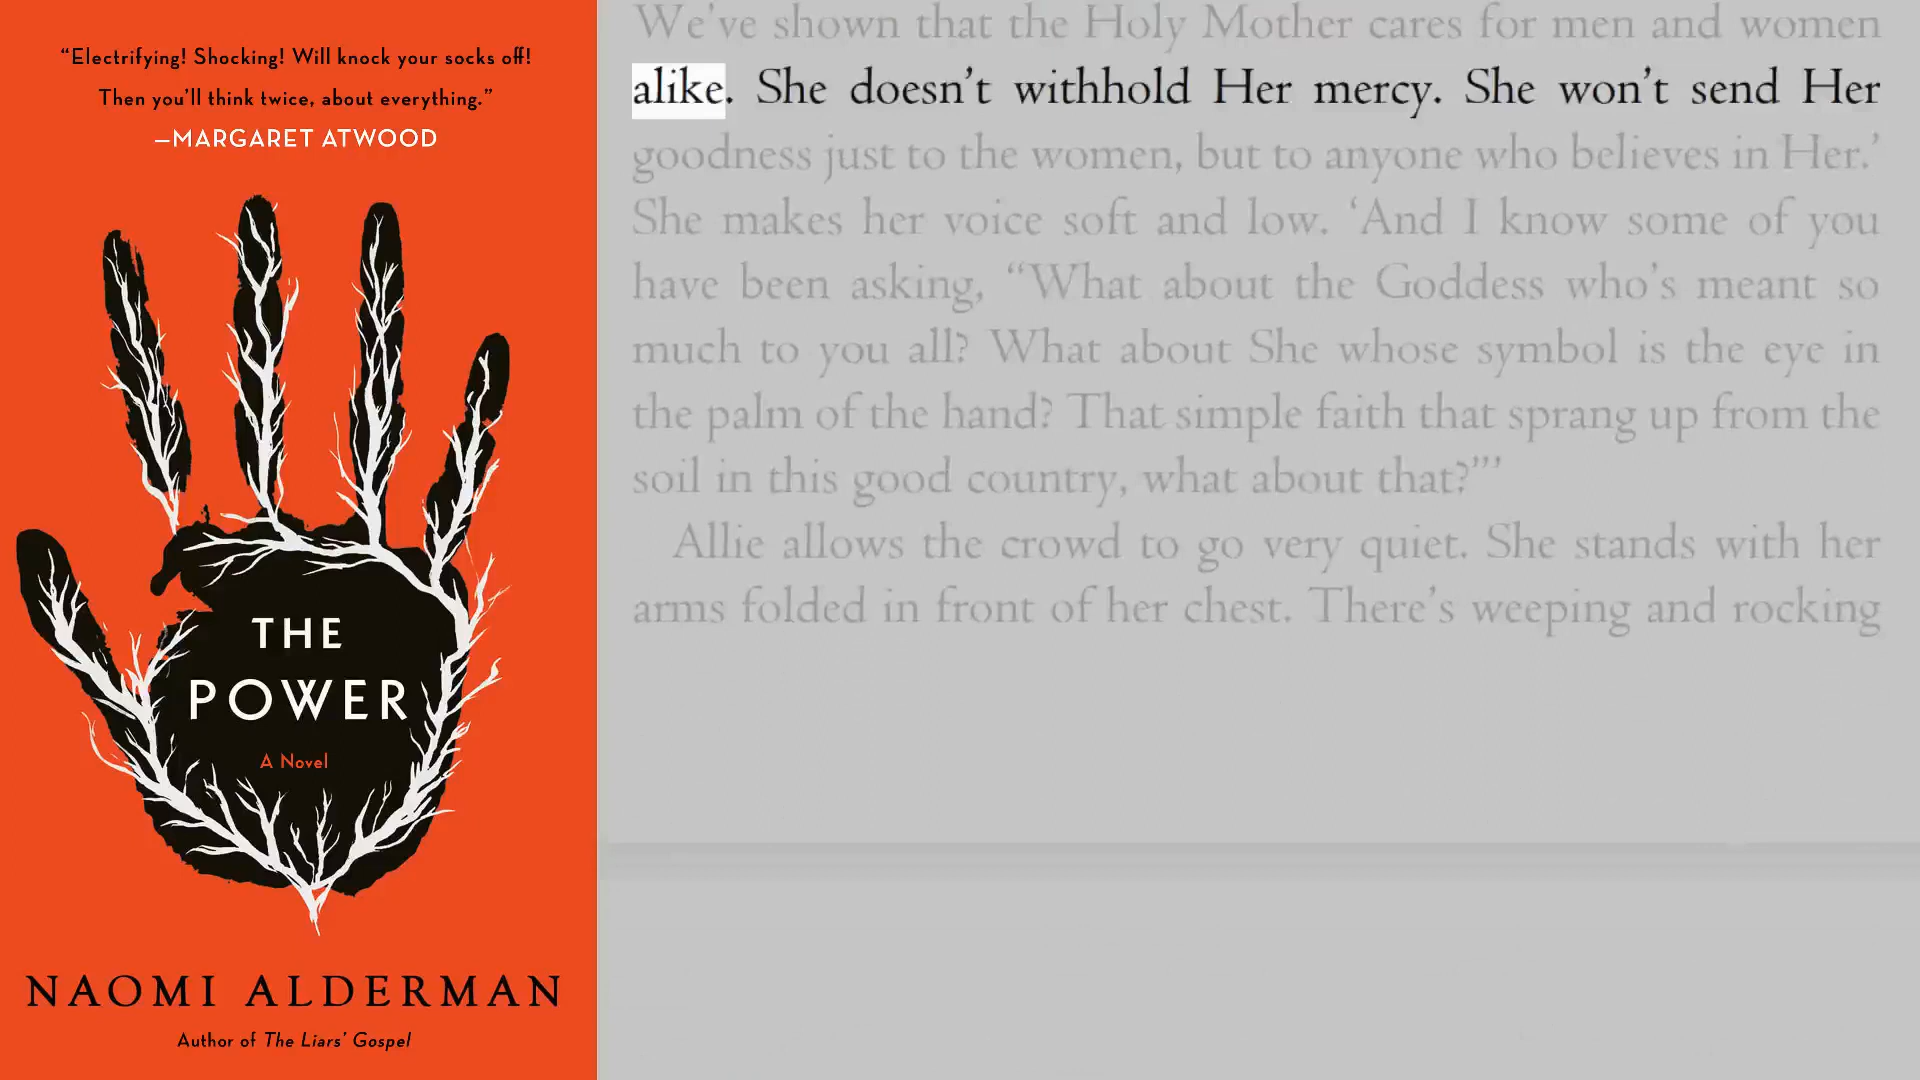 “Electrifying! Shocking! Will knock your socks off!
Then you’ll think twice, about everything.”
—MARGARET ATWOOD
THE
POWER
A Novel
NAOMI ALDERMAN
Author of The Liars’ Gospel
We’ve shown that the Holy Mother cares for men and women
alike. She doesn’t withhold Her mercy. She won’t send Her
goodness just to the women, but to anyone who believes in Her.’
She makes her voice soft and low. ‘And I know some of you
have been asking, “What about the Goddess who’s meant so
much to you all? What about She whose symbol is the eye in
the palm of the hand? That simple faith that sprang up from the
soil in this good country, what about that?”’
Allie allows the crowd to go very quiet. She stands with her
arms folded in front of her chest. There’s weeping and rocking